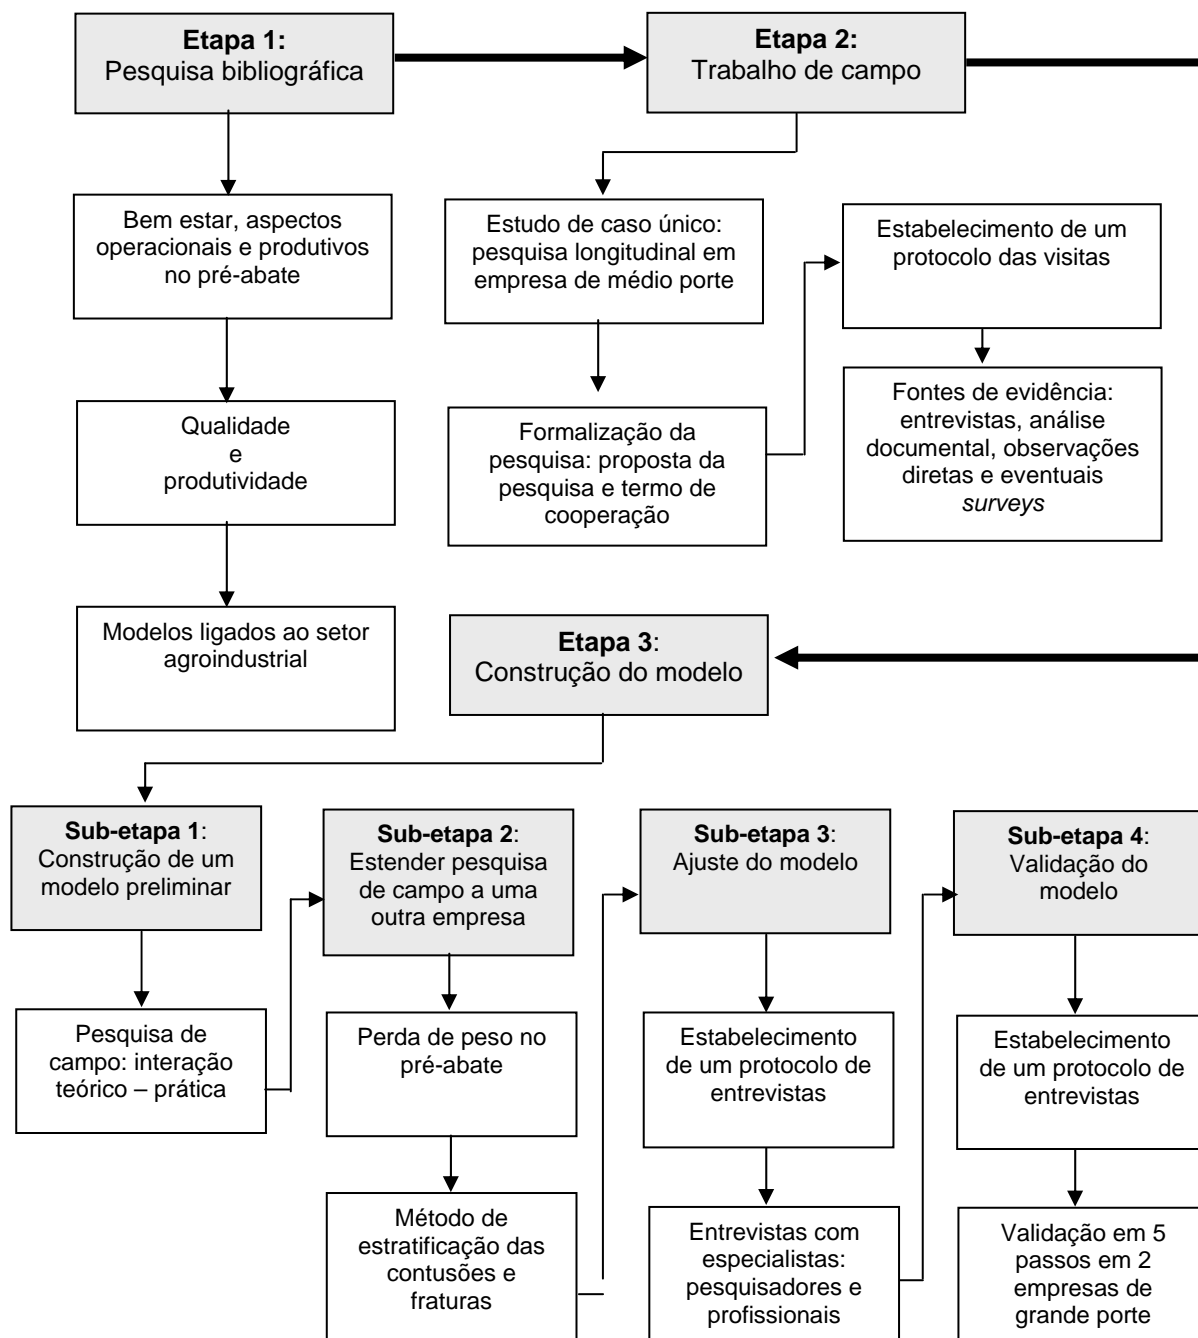 Etapa 1:
Pesquisa bibliográfica
Etapa 2:
Trabalho de campo
Bem estar, aspectos
operacionais e produtivos
no pré-abate
Qualidade
e
produtividade
Modelos ligados ao setor
agroindustrial
Estudo de caso único:
pesquisa longitudinal em
empresa de médio porte
Formalização da
pesquisa: proposta da
pesquisa e termo de
cooperação
Estabelecimento de um
protocolo das visitas
Fontes de evidência:
entrevistas, análise
documental, observações
diretas e eventuais
surveys
Etapa 3:
Construção do modelo
Sub-etapa 1:
Construção de um
modelo preliminar
Pesquisa de
campo: interação
teórico – prática
Sub-etapa 2:
Estender pesquisa
de campo a uma
outra empresa
Perda de peso no
pré-abate
Método de
estratificação das
contusões e
fraturas
Sub-etapa 3:
Ajuste do modelo
Estabelecimento
de um protocolo de
entrevistas
Entrevistas com
especialistas:
pesquisadores e
profissionais
Sub-etapa 4:
Validação do
modelo
Estabelecimento
de um protocolo de
entrevistas
Validação em 5
passos em 2
empresas de
grande porte